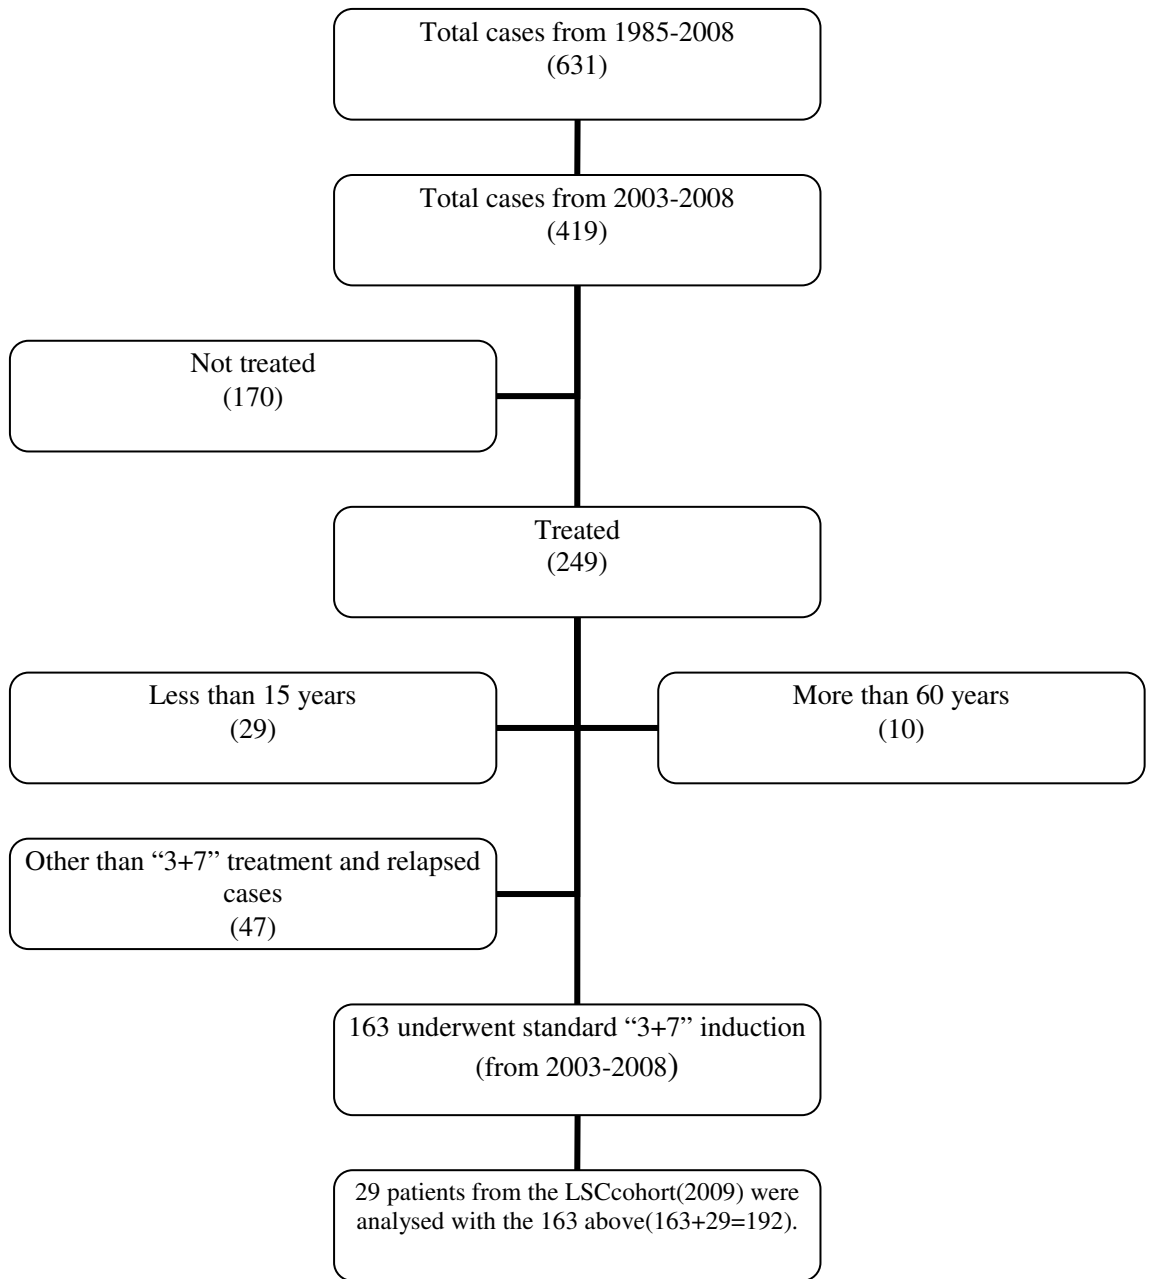 Total cases from 1985-2008
(631)
Total cases from 2003-2008
(419)
Not treated
(170)
Treated
(249)
Less than 15 years
(29)
More than 60 years
(10)
Other than “3+7” treatment and relapsed
cases
(47)
163 underwent standard “3+7” induction
(from 2003-2008)
29 patients from the LSCcohort(2009) were
analysed with the 163 above(163+29=192).